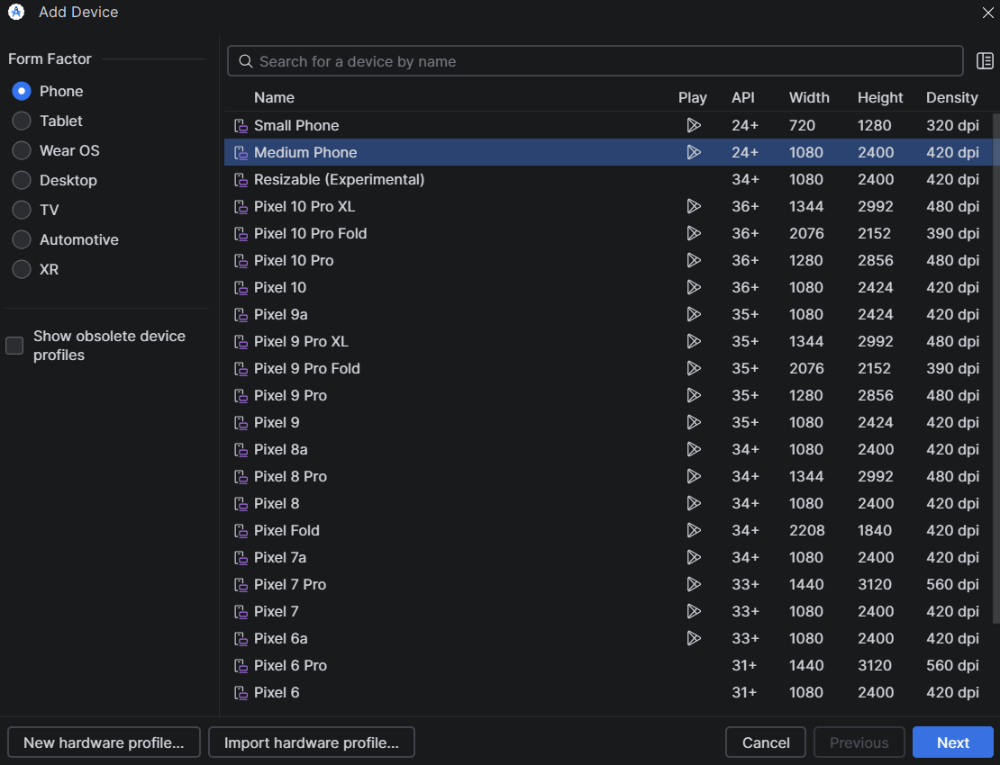 Add Device
Form Factor
Phone
Tablet
Wear OS
Desktop
TV
Automotive
XR
Show obsolete device
profiles
Search for a device by name
Name Play API Width Height Density
Small Phone 24+ 720 1280 320 dpi
Medium Phone 24+ 1080 2400 420 dpi
Resizable (Experimental) 34+ 1080 2400 420 dpi
Pixel 10 Pro XL 36+ 1344 2992 480 dpi
Pixel 10 Pro Fold 36+ 2076 2152 390 dpi
Pixel 10 Pro 36+ 1280 2856 480 dpi
Pixel 10 36+ 1080 2424 420 dpi
Pixel 9a 35+ 1080 2424 420 dpi
Pixel 9 Pro XL 35+ 1344 2992 480 dpi
Pixel 9 Pro Fold 35+ 2076 2152 390 dpi
Pixel 9 Pro 35+ 1280 2856 480 dpi
Pixel 9 35+ 1080 2424 420 dpi
Pixel 8a 34+ 1080 2400 420 dpi
Pixel 8 Pro 34+ 1344 2992 480 dpi
Pixel 8 34+ 1080 2400 420 dpi
Pixel Fold 34+ 2208 1840 420 dpi
Pixel 7a 34+ 1080 2400 420 dpi
Pixel 7 Pro 33+ 1440 3120 560 dpi
Pixel 7 33+ 1080 2400 420 dpi
Pixel 6a 33+ 1080 2400 420 dpi
Pixel 6 Pro 31+ 1440 3120 560 dpi
Pixel 6 31+ 1080 2400 420 dpi
New hardware profile... Import hardware profile... Cancel Previous Next